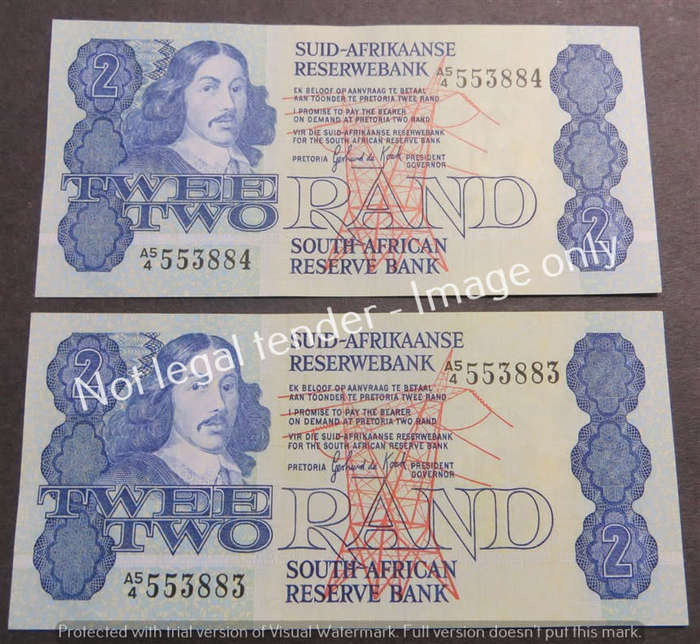 2
SUID-AFRIKAANSE
RESERWEBANK
A5/4 553884
EK BELOOF OP AANVRAAG TE BETAAL
AAN TOONDER TE PRETORIA TWEE RAND
I PROMISE TO PAY THE BEARER
ON DEMAND AT PRETORIA TWO RAND
VIR DIE SUID-AFRIKAANSE RESERWEBANK
FOR THE SOUTH AFRICAN RESERVE BANK
PRETORIA Gerhard de Kock PRESIDENT
GOVERNOR
TWEE
TWO
RAND
2
A5/4 553884
SOUTH AFRICAN
RESERVE BANK
Not legal tender - Image only
2
SUID-AFRIKAANSE
RESERWEBANK
A5/4 553883
EK BELOOF OP AANVRAAG TE BETAAL
AAN TOONDER TE PRETORIA TWEE RAND
I PROMISE TO PAY THE BEARER
ON DEMAND AT PRETORIA TWO RAND
VIR DIE SUID-AFRIKAANSE RESERWEBANK
FOR THE SOUTH AFRICAN RESERVE BANK
PRETORIA Gerhard de Kock PRESIDENT
GOVERNOR
TWEE
TWO
RAND
2
A5/4 553883
SOUTH AFRICAN
RESERVE BANK
Protected with trial version of Visual Watermark. Full version doesn't put this mark.